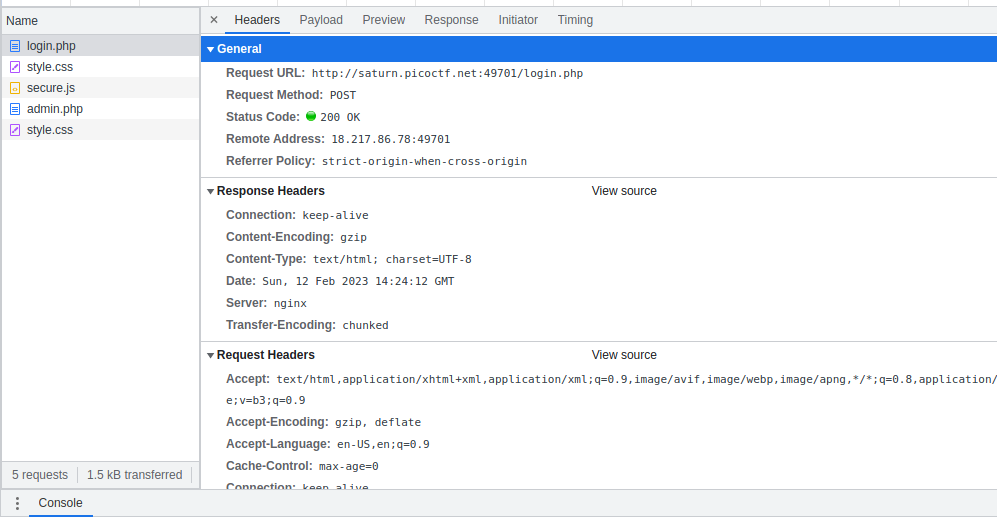 Name
login.php
style.css
secure.js
admin.php
style.css
5 requests 1.5 kB transferred
× Headers Payload Preview Response Initiator Timing
General
Request URL: http://saturn.picoctf.net:49701/login.php
Request Method: POST
Status Code: 200 OK
Remote Address: 18.217.86.78:49701
Referrer Policy: strict-origin-when-cross-origin
Response Headers View source
Connection: keep-alive
Content-Encoding: gzip
Content-Type: text/html; charset=UTF-8
Date: Sun, 12 Feb 2023 14:24:12 GMT
Server: nginx
Transfer-Encoding: chunked
Request Headers View source
Accept: text/html,application/xhtml+xml,application/xml;q=0.9,image/avif,image/webp,image/apng,*/*;q=0.8,application/
e;v=b3;q=0.9
Accept-Encoding: gzip, deflate
Accept-Language: en-US,en;q=0.9
Cache-Control: max-age=0
Connection: keep-alive
Console